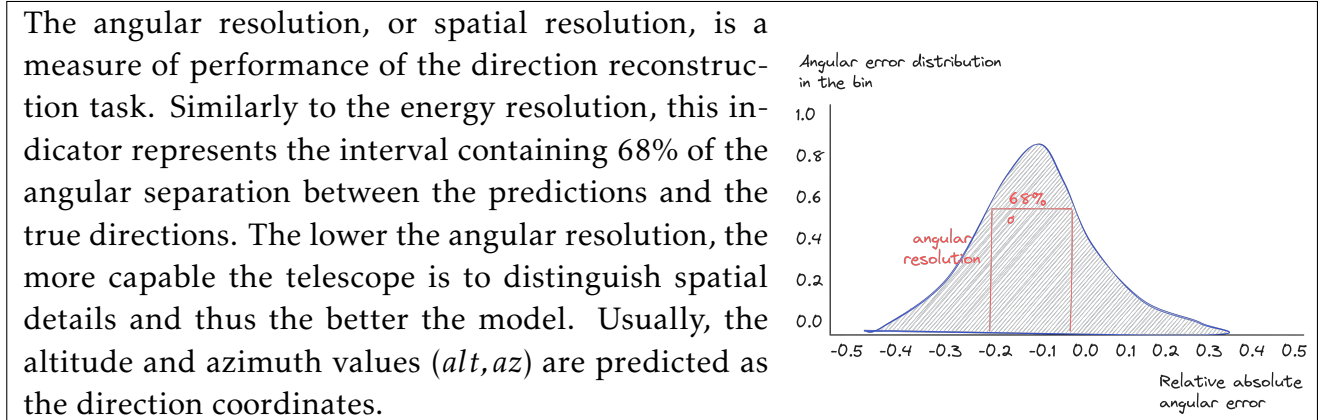 The angular resolution, or spatial resolution, is a
measure of performance of the direction reconstruc-
tion task. Similarly to the energy resolution, this in-
dicator represents the interval containing 68% of the
angular separation between the predictions and the
true directions. The lower the angular resolution, the
more capable the telescope is to distinguish spatial
details and thus the better the model. Usually, the
altitude and azimuth values (alt, az) are predicted as
the direction coordinates.
Angular error distribution
in the bin
1.0
0.8
0.6
0.4
0.2
0.0
68%
angular
resolution
-0.5 -0.4 -0.3 -0.2 -0.1 0.0 0.1 0.2 0.3 0.4 0.5
Relative absolute
angular error